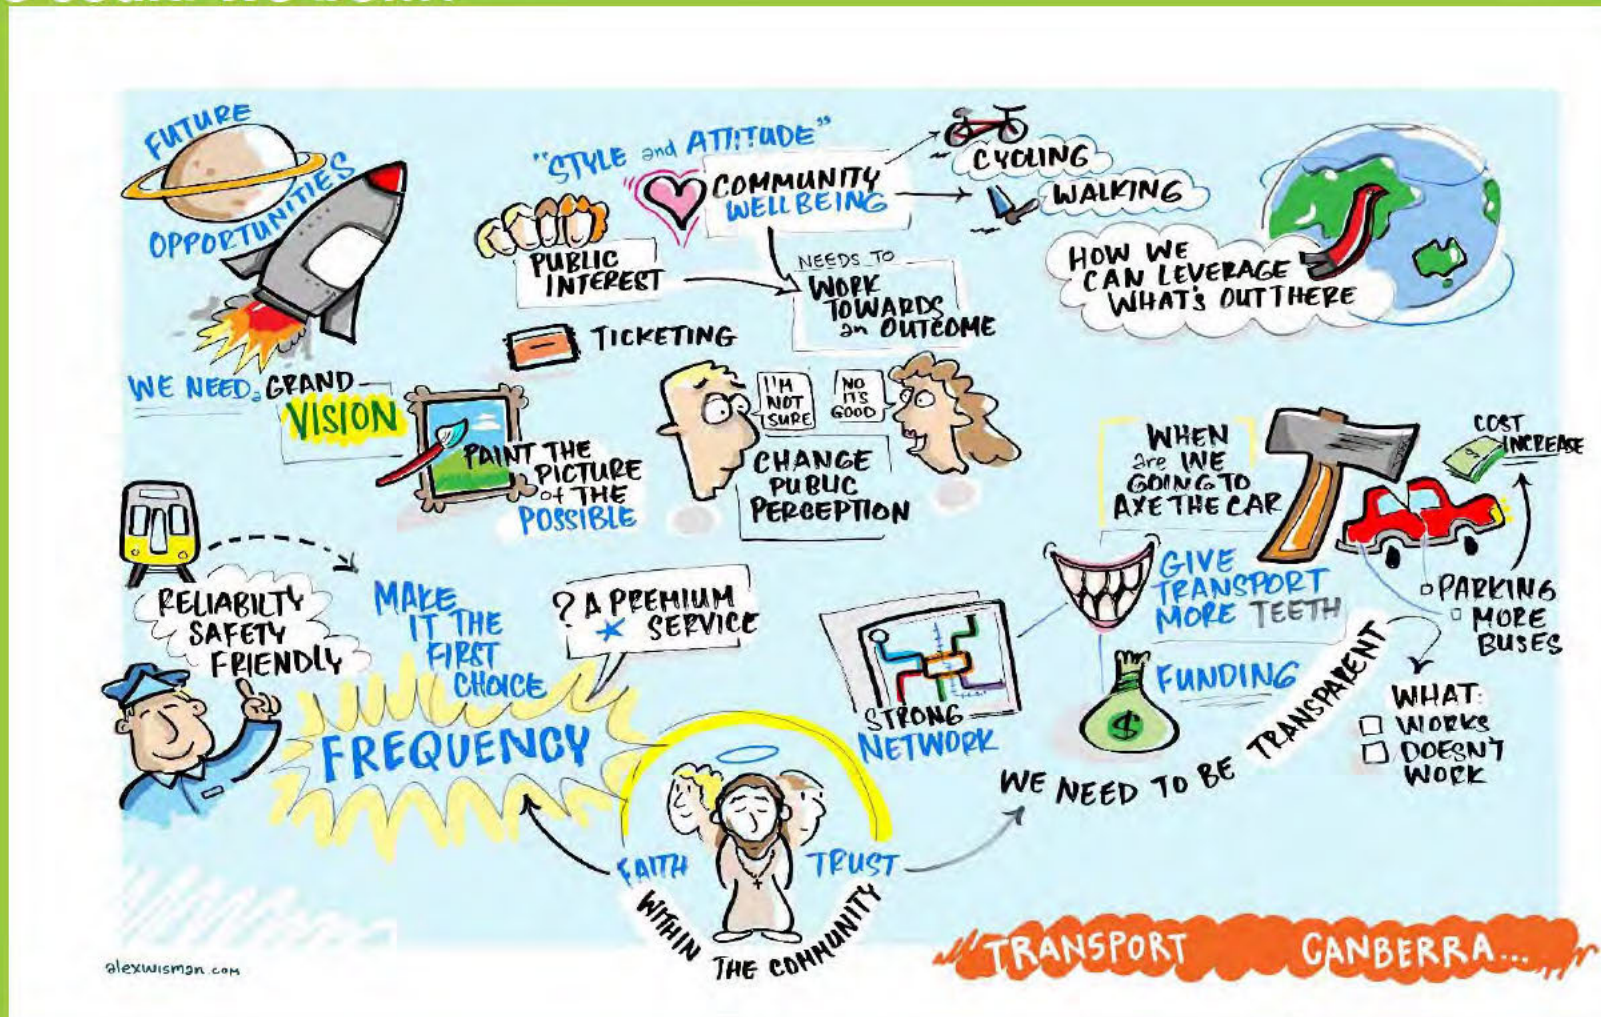 FUTURE
OPPORTUNITIES
"STYLE and ATTITUDE"
COMMUNITY
WELLBEING
CYCLING
WALKING
PUBLIC
INTEREST
NEEDS TO
WORK
TOWARDS
an OUTCOME
HOW WE
CAN LEVERAGE
WHAT'S OUT THERE
TICKETING
WE NEED a GRAND
VISION
PAINT THE
PICTURE
of THE
POSSIBLE
I'M
NOT
SURE
NO
IT'S
GOOD
CHANGE
PUBLIC
PERCEPTION
WHEN
are WE
GOING TO
AXE THE CAR
COST
INCREASE
PARKING
MORE
BUSES
RELIABILTY
SAFETY
FRIENDLY
MAKE
IT THE
FIRST
CHOICE
? A PREMIUM
SERVICE
FREQUENCY
GIVE
TRANSPORT
MORE TEETH
STRONG
NETWORK
FUNDING
$
WE NEED TO BE TRANSPARENT
WHAT:
WORKS
DOESN'T
WORK
FAITH
TRUST
WITHIN THE COMMUNITY
alexwisman.com
TRANSPORT CANBERRA...